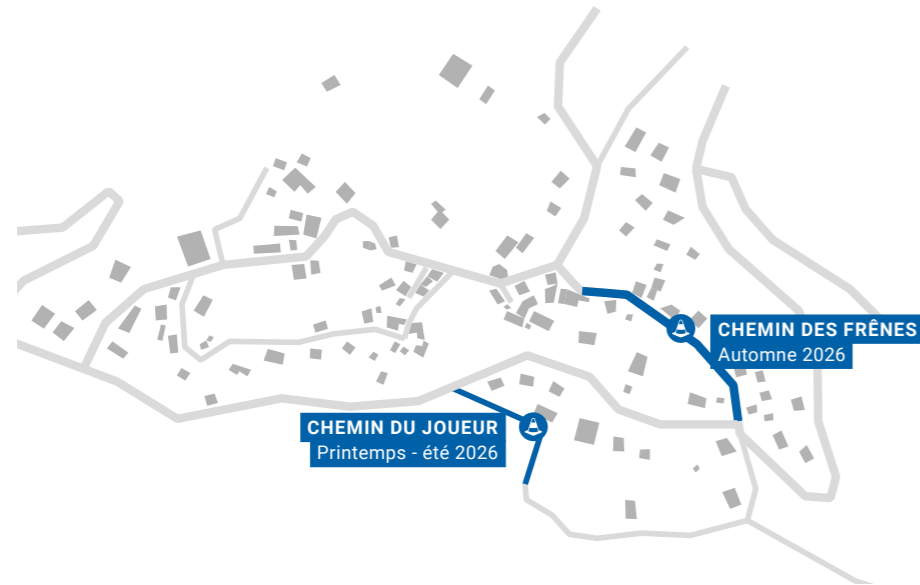 CHEMIN DES FRÊNES
Automne 2026
CHEMIN DU JOUEUR
Printemps - été 2026